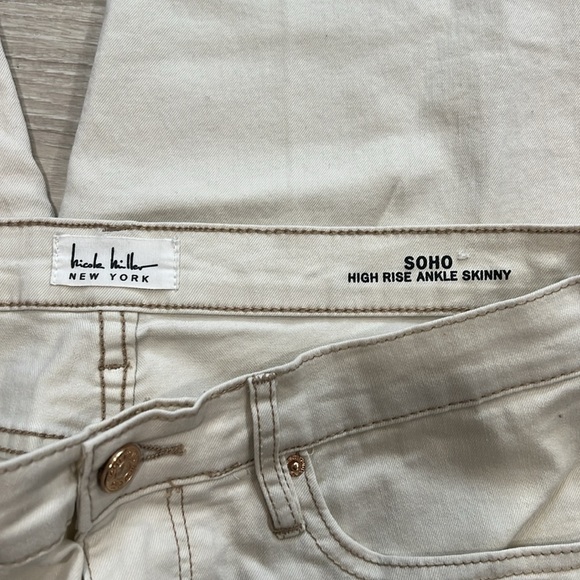 nicole miller
NEW YORK
SOHO
HIGH RISE ANKLE SKINNY